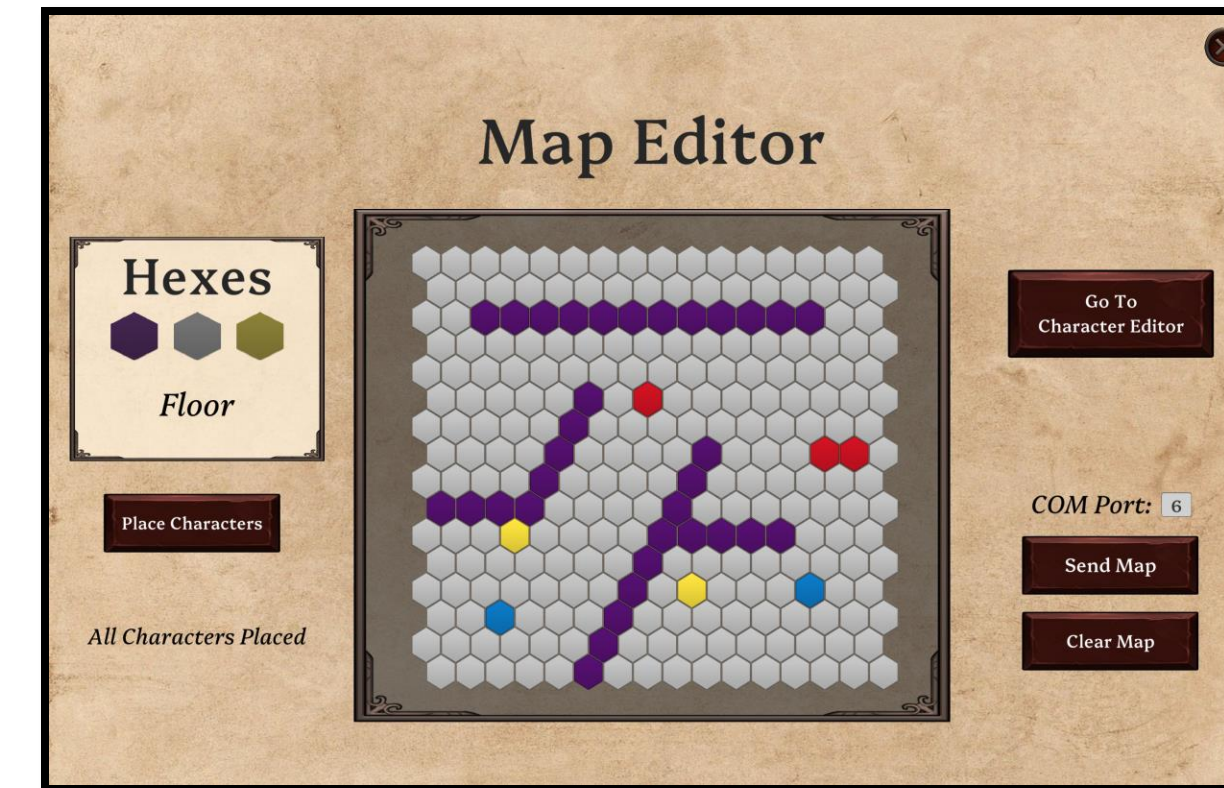 Map Editor
Hexes
Floor
Place Characters
All Characters Placed
Go To
Character Editor
COM Port: 6
Send Map
Clear Map